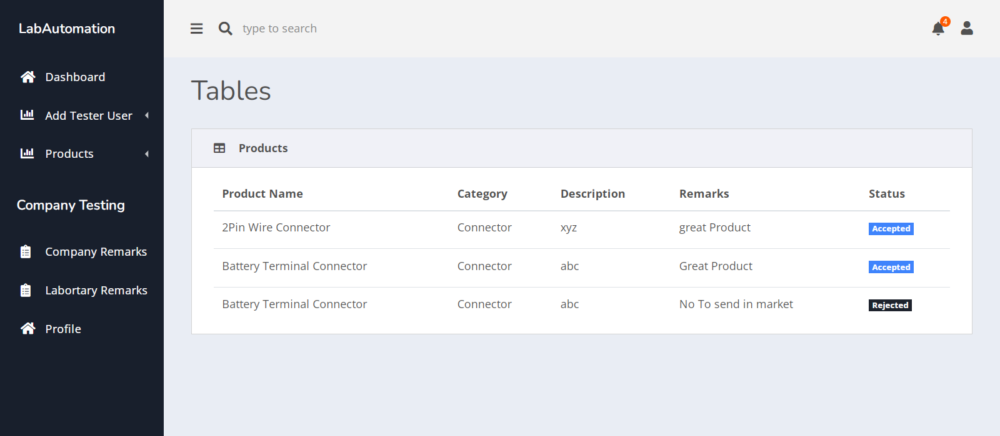 LabAutomation
type to search
4
Dashboard
Add Tester User
Products
Company Testing
Company Remarks
Labortary Remarks
Profile
Tables
Products
Product Name Category Description Remarks Status
2Pin Wire Connector Connector xyz great Product Accepted
Battery Terminal Connector Connector abc Great Product Accepted
Battery Terminal Connector Connector abc No To send in market Rejected